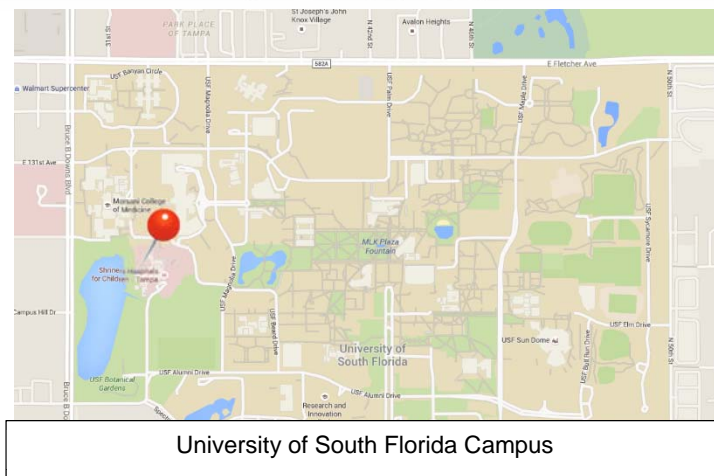 St Joseph's John
Knox Village
Avalon Heights
PARK PLACE
OF TAMPA
131st St
N 42nd St
N 46th St
582A
E Fletcher Ave
USF Banyan Circle
Walmart Supercenter
USF Magnolia Drive
USF Palm Drive
USF Maple Drive
N 50th St
Bruce B Downs Blvd
E 131st Ave
Morsani College
of Medicine
USF Sycamore Drive
MLK Plaza
Fountain
Shriners Hospitals
for Children Tampa
USF Magnolia Drive
Campus Hill Dr
USF Beard Drive
USF Elm Drive
USF Sun Dome
USF Bull Run Drive
N 50th St
University of
South Florida
USF Alumni Drive
USF Botanical
Gardens
USF Alumni Drive
Research and
Innovation
Bruce B Do
University of South Florida Campus